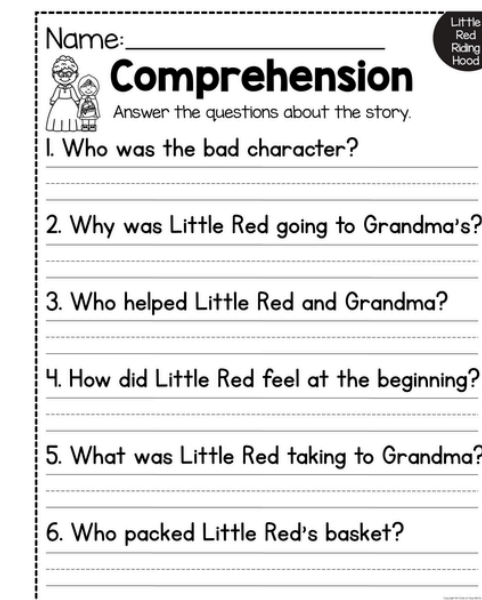 Little
Red
Riding
Hood
Name:
Comprehension
Answer the questions about the story.
1. Who was the bad character?
2. Why was Little Red going to Grandma's?
3. Who helped Little Red and Grandma?
4. How did Little Red feel at the beginning?
5. What was Little Red taking to Grandma?
6. Who packed Little Red's basket?